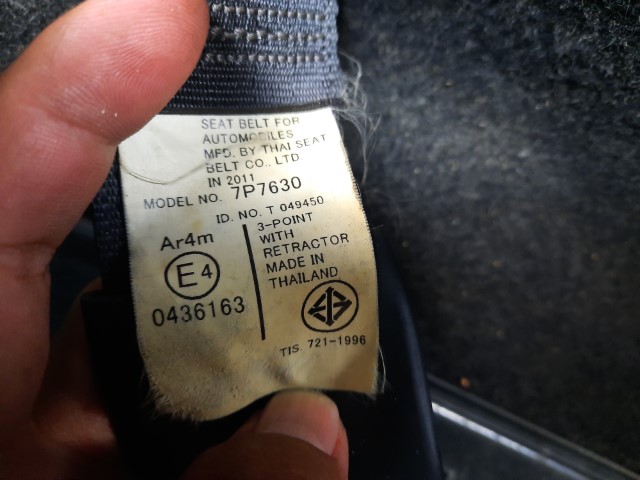 SEAT BELT FOR
AUTOMOBILES
MFD. BY THAI SEAT
BELT CO., LTD
IN 2011
MODEL NO. 7P7630
ID. NO. T 049450
Ar4m
E4
0436163
3-POINT
WITH
RETRACTOR
MADE IN
THAILAND
TIS. 721-1996